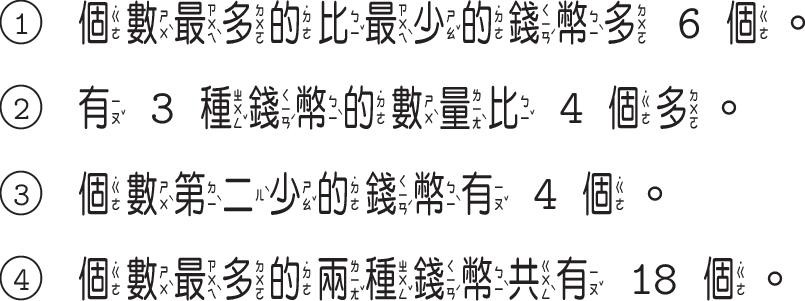 ① 個數最多的比最少的錢幣多 6 個。
② 有 3 種錢幣的數量比 4 個多。
③ 個數第二少的錢幣有 4 個。
④ 個數最多的兩種錢幣共有 18 個。